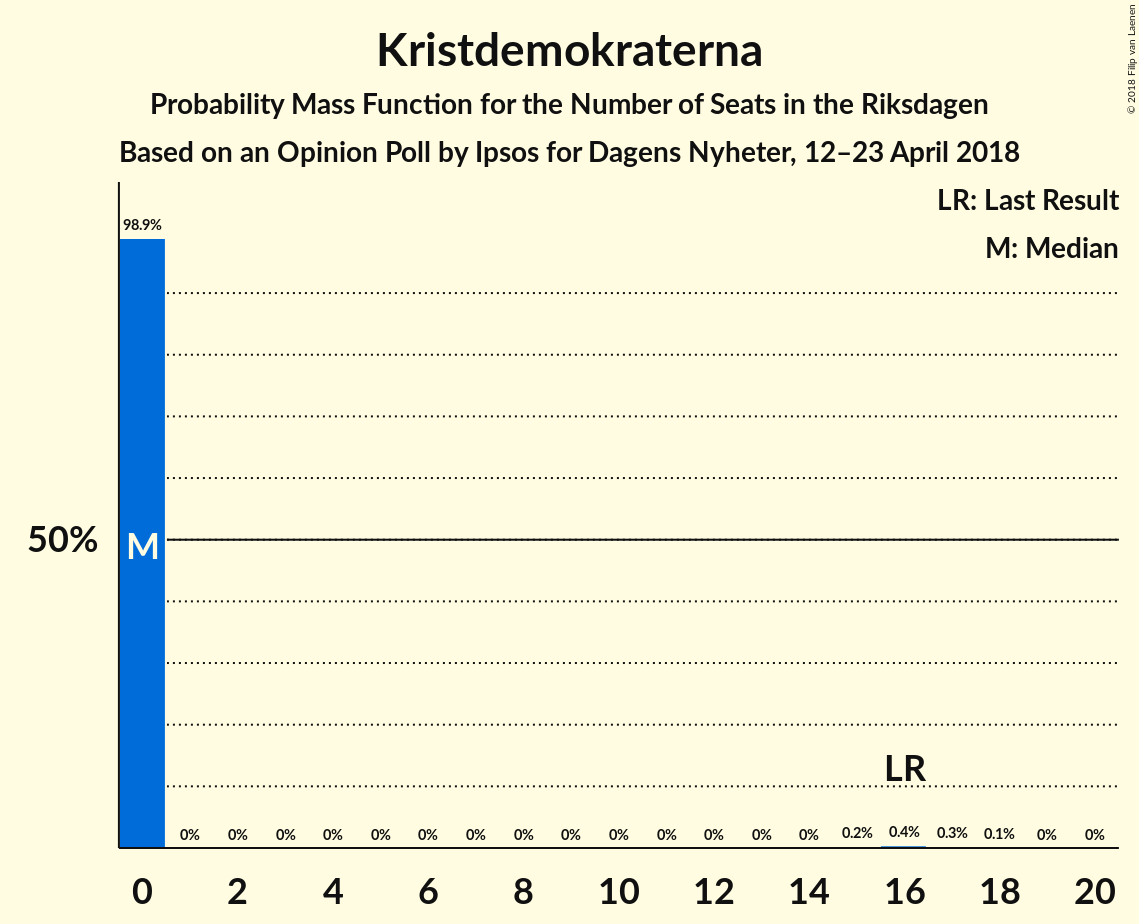 © 2018 Filip van Laenen
Kristdemokraterna
Probability Mass Function for the Number of Seats in the Riksdagen
Based on an Opinion Poll by Ipsos for Dagens Nyheter, 12–23 April 2018
LR: Last Result
M: Median
98.9%
50%
M
LR
0% 0% 0% 0% 0% 0% 0% 0% 0% 0% 0% 0% 0% 0% 0.2% 0.4% 0.3% 0.1% 0% 0%
0 2 4 6 8 10 12 14 16 18 20